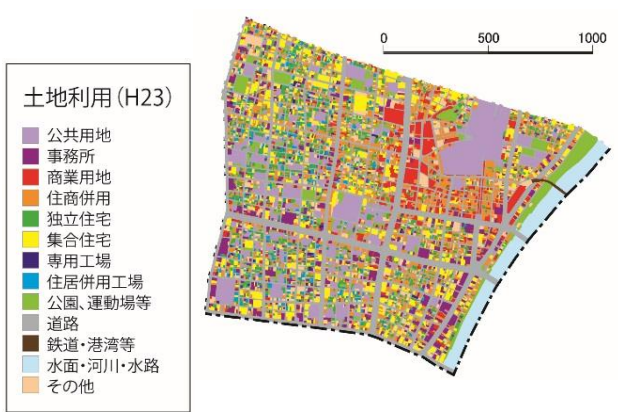 0 500 1000
土地利用(H23)
公共用地
事務所
商業用地
住商併用
独立住宅
集合住宅
専用工場
住居併用工場
公園、運動場等
道路
鉄道・港湾等
水面・河川・水路
その他